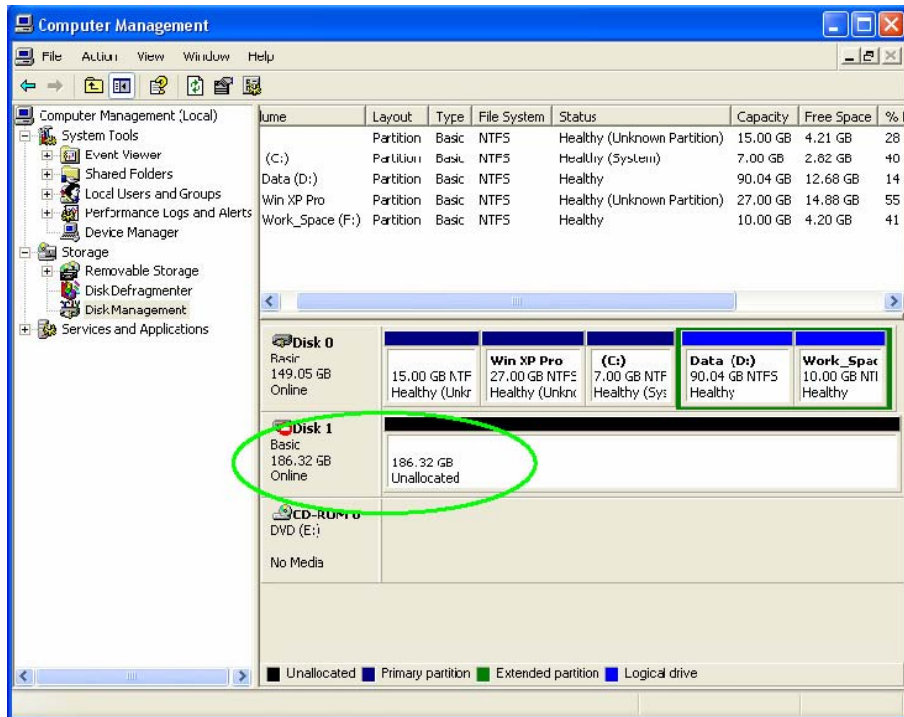 Computer Management
File Action View Window Help
Computer Management (Local)
System Tools
Event Viewer
Shared Folders
Local Users and Groups
Performance Logs and Alerts
Device Manager
Storage
Removable Storage
Disk Defragmenter
Disk Management
Services and Applications
lume Layout Type File System Status Capacity Free Space %
Partition Basic NTFS Healthy (Unknown Partition) 15.00 GB 4.21 GB 28
(C:) Partition Basic NTFS Healthy (System) 7.00 GB 2.82 GB 40
Data (D:) Partition Basic NTFS Healthy 90.04 GB 12.68 GB 14
Win XP Pro Partition Basic NTFS Healthy (Unknown Partition) 27.00 GB 14.88 GB 55
Work_Space (F:) Partition Basic NTFS Healthy 10.00 GB 4.20 GB 41
Disk 0
Basic
149.05 GB
Online
15.00 GB NTF
Healthy (Unkr
Win XP Pro
27.00 GB NTFS
Healthy (Unkno
(C:)
7.00 GB NTF
Healthy (Sys
Data (D:)
90.04 GB NTFS
Healthy
Work_Spac
10.00 GB NTI
Healthy
Disk 1
Basic
186.32 GB
Online
186.32 GB
Unallocated
CD-ROM 0
DVD (E:)
No Media
Unallocated Primary partition Extended partition Logical drive